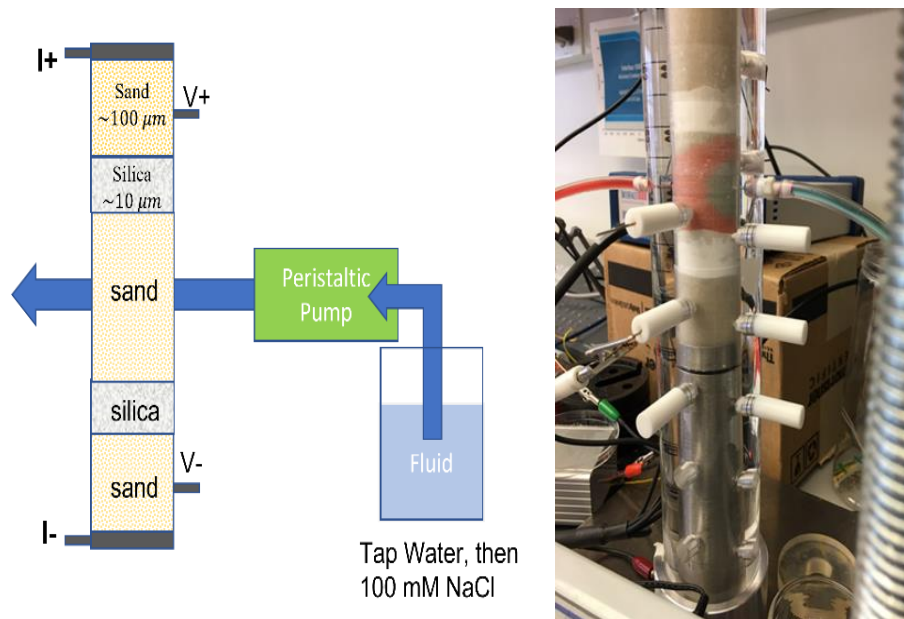 I+
Sand
~100 μm
V+
Silica
~10 μm
sand
Peristaltic
Pump
silica
Fluid
sand
V-
I-
Tap Water, then
100 mM NaCl